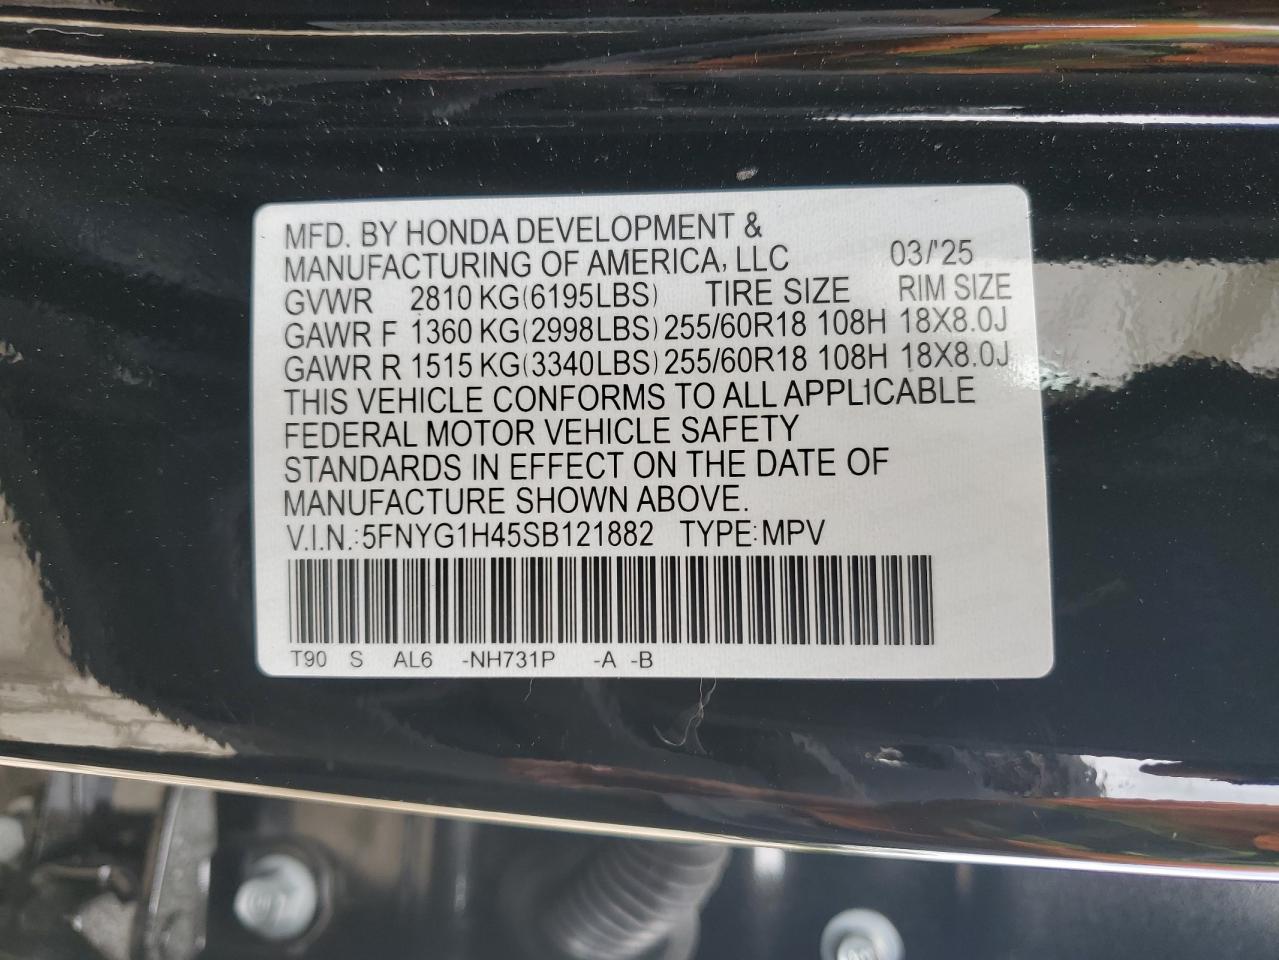 MFD. BY HONDA DEVELOPMENT &
MANUFACTURING OF AMERICA, LLC 03/'25
GVWR 2810 KG(6195LBS) TIRE SIZE RIM SIZE
GAWR F 1360 KG(2998LBS) 255/60R18 108H 18X8.0J
GAWR R 1515 KG(3340LBS) 255/60R18 108H 18X8.0J
THIS VEHICLE CONFORMS TO ALL APPLICABLE
FEDERAL MOTOR VEHICLE SAFETY
STANDARDS IN EFFECT ON THE DATE OF
MANUFACTURE SHOWN ABOVE.
V.I.N.:5FNYG1H45SB121882 TYPE:MPV
T90 S AL6 -NH731P -A -B